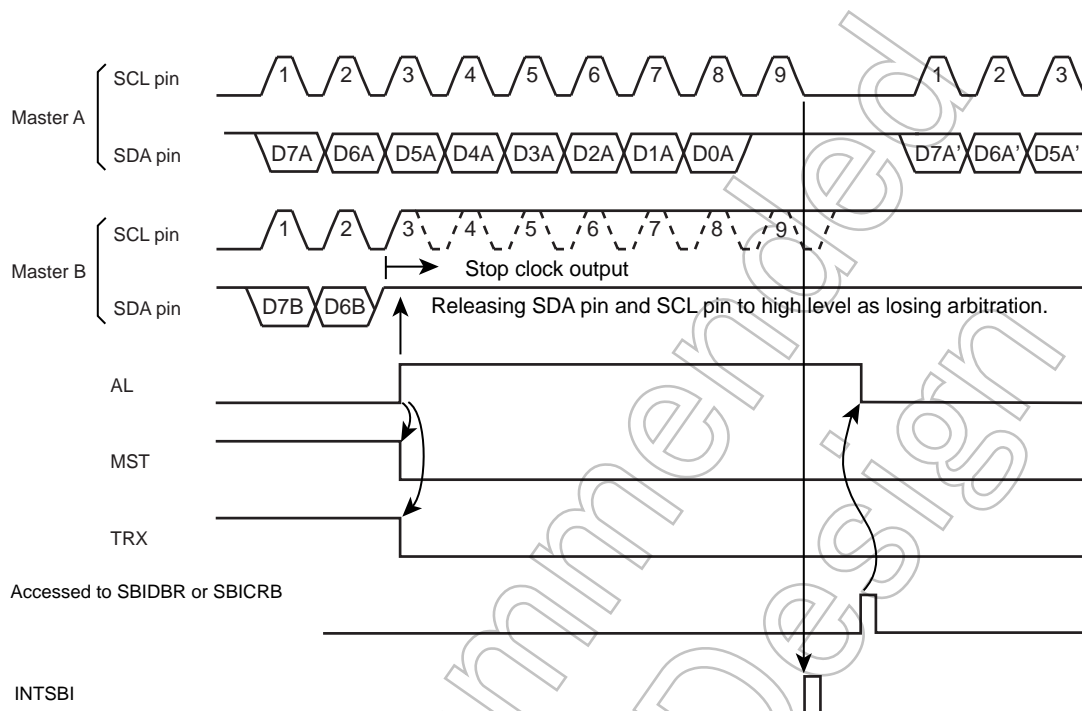 Master A
SCL pin
1 2 3 4 5 6 7 8 9 1 2 3
SDA pin
D7A D6A D5A D4A D3A D2A D1A D0A D7A' D6A' D5A'
Master B
SCL pin
1 2 3 4 5 6 7 8 9
Stop clock output
SDA pin
D7B D6B
Releasing SDA pin and SCL pin to high level as losing arbitration.
AL
MST
TRX
Accessed to SBIDBR or SBICRB
INTSBI
mmended
Design